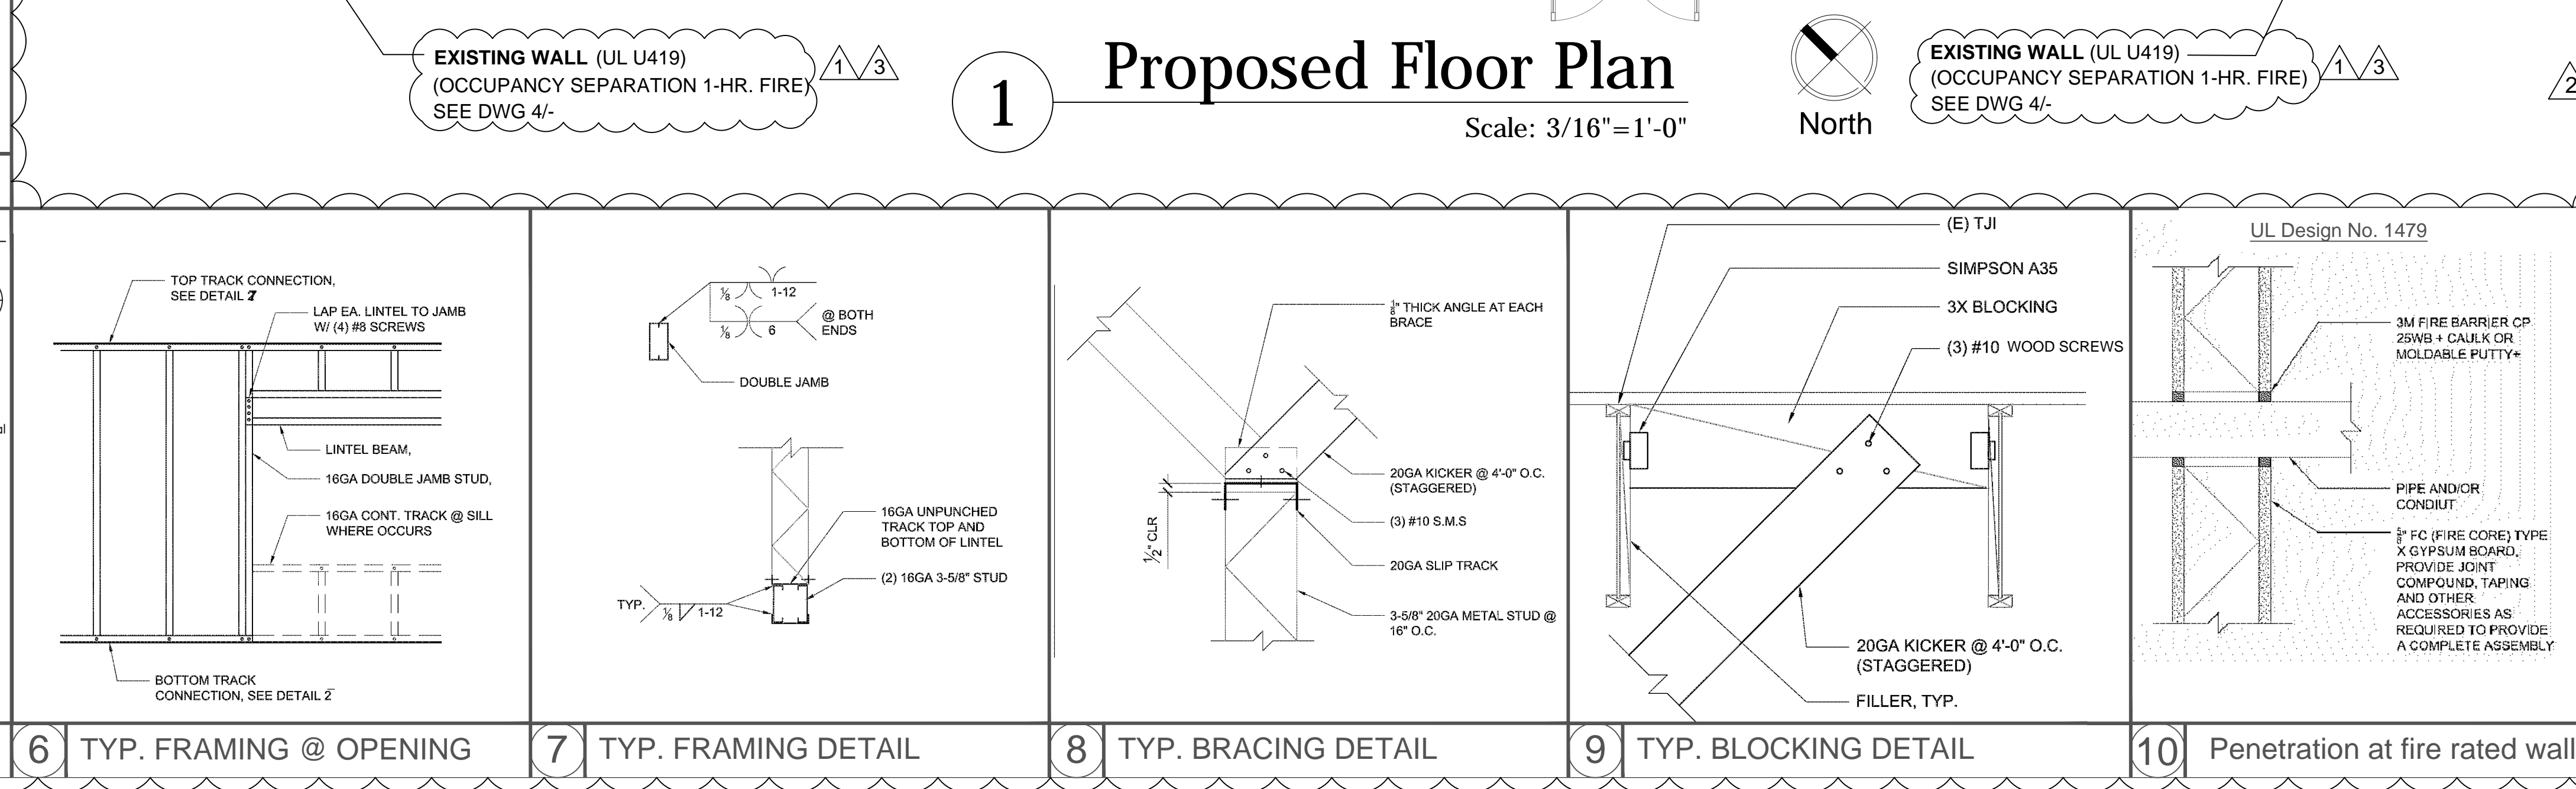 EXISTING WALL (UL U419)
(OCCUPANCY SEPARATION 1-HR. FIRE)
SEE DWG 4/-
1
3
1
Proposed Floor Plan
Scale: 3/16"=1'-0"
North
EXISTING WALL (UL U419)
(OCCUPANCY SEPARATION 1-HR. FIRE)
SEE DWG 4/-
1
3
2
TOP TRACK CONNECTION,
SEE DETAIL 7
LAP EA. LINTEL TO JAMB
W/ (4) #8 SCREWS
LINTEL BEAM,
16GA DOUBLE JAMB STUD,
16GA CONT. TRACK @ SILL
WHERE OCCURS
BOTTOM TRACK
CONNECTION, SEE DETAIL 2
6
TYP. FRAMING @ OPENING
1/8
1-12
1/8
6
@ BOTH
ENDS
DOUBLE JAMB
16GA UNPUNCHED
TRACK TOP AND
BOTTOM OF LINTEL
(2) 16GA 3-5/8" STUD
TYP.
1/8
1-12
7
TYP. FRAMING DETAIL
1/8" THICK ANGLE AT EACH
BRACE
20GA KICKER @ 4'-0" O.C.
(STAGGERED)
(3) #10 S.M.S
1/2" CLR
20GA SLIP TRACK
3-5/8" 20GA METAL STUD @
16" O.C.
8
TYP. BRACING DETAIL
(E) TJI
SIMPSON A35
3X BLOCKING
(3) #10 WOOD SCREWS
20GA KICKER @ 4'-0" O.C.
(STAGGERED)
FILLER, TYP.
9
TYP. BLOCKING DETAIL
UL Design No. 1479
3M FIRE BARRIER CP
25WB + CAULK OR
MOLDABLE PUTTY+
PIPE AND/OR
CONDIUT
5/8" FC (FIRE CORE) TYPE
X GYPSUM BOARD.
PROVIDE JOINT
COMPOUND, TAPING
AND OTHER
ACCESSORIES AS
REQUIRED TO PROVIDE
A COMPLETE ASSEMBLY
10
Penetration at fire rated wall